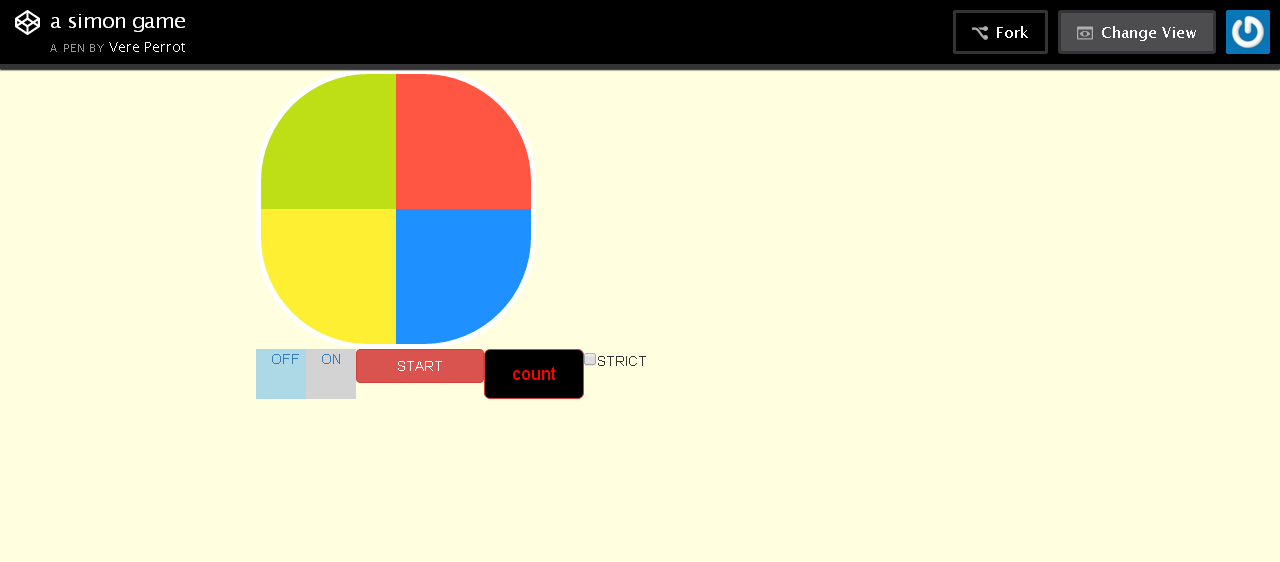 a simon game
A PEN BY Vere Perrot
Fork
Change View
OFF ON START count STRICT